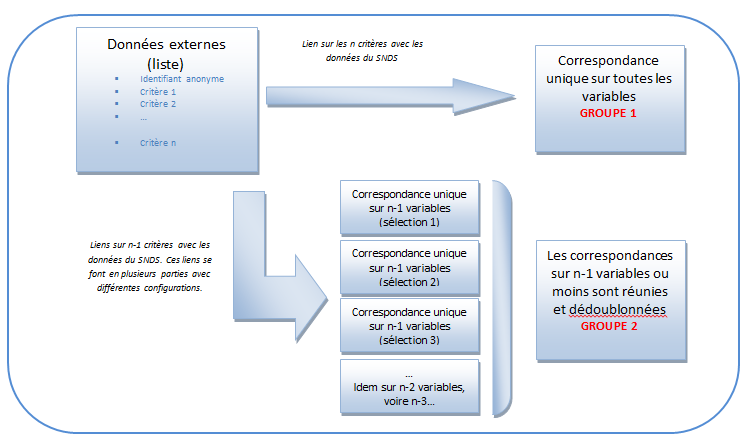 Données externes
(liste)
Identifiant anonyme
Critère 1
Critère 2
...
Critère n
Lien sur les n critères avec les
données du SNDS
Correspondance
unique sur toutes les
variables
GROUPE 1
Liens sur n-1 critères avec les
données du SNDS. Ces liens se
font en plusieurs parties avec
différentes configurations.
Correspondance unique
sur n-1 variables
(sélection 1)
Correspondance unique
sur n-1 variables
(sélection 2)
Correspondance unique
sur n-1 variables
(sélection 3)
...
Idem sur n-2 variables,
voire n-3...
Les correspondances
sur n-1 variables ou
moins sont réunies
et dédoublonnées
GROUPE 2